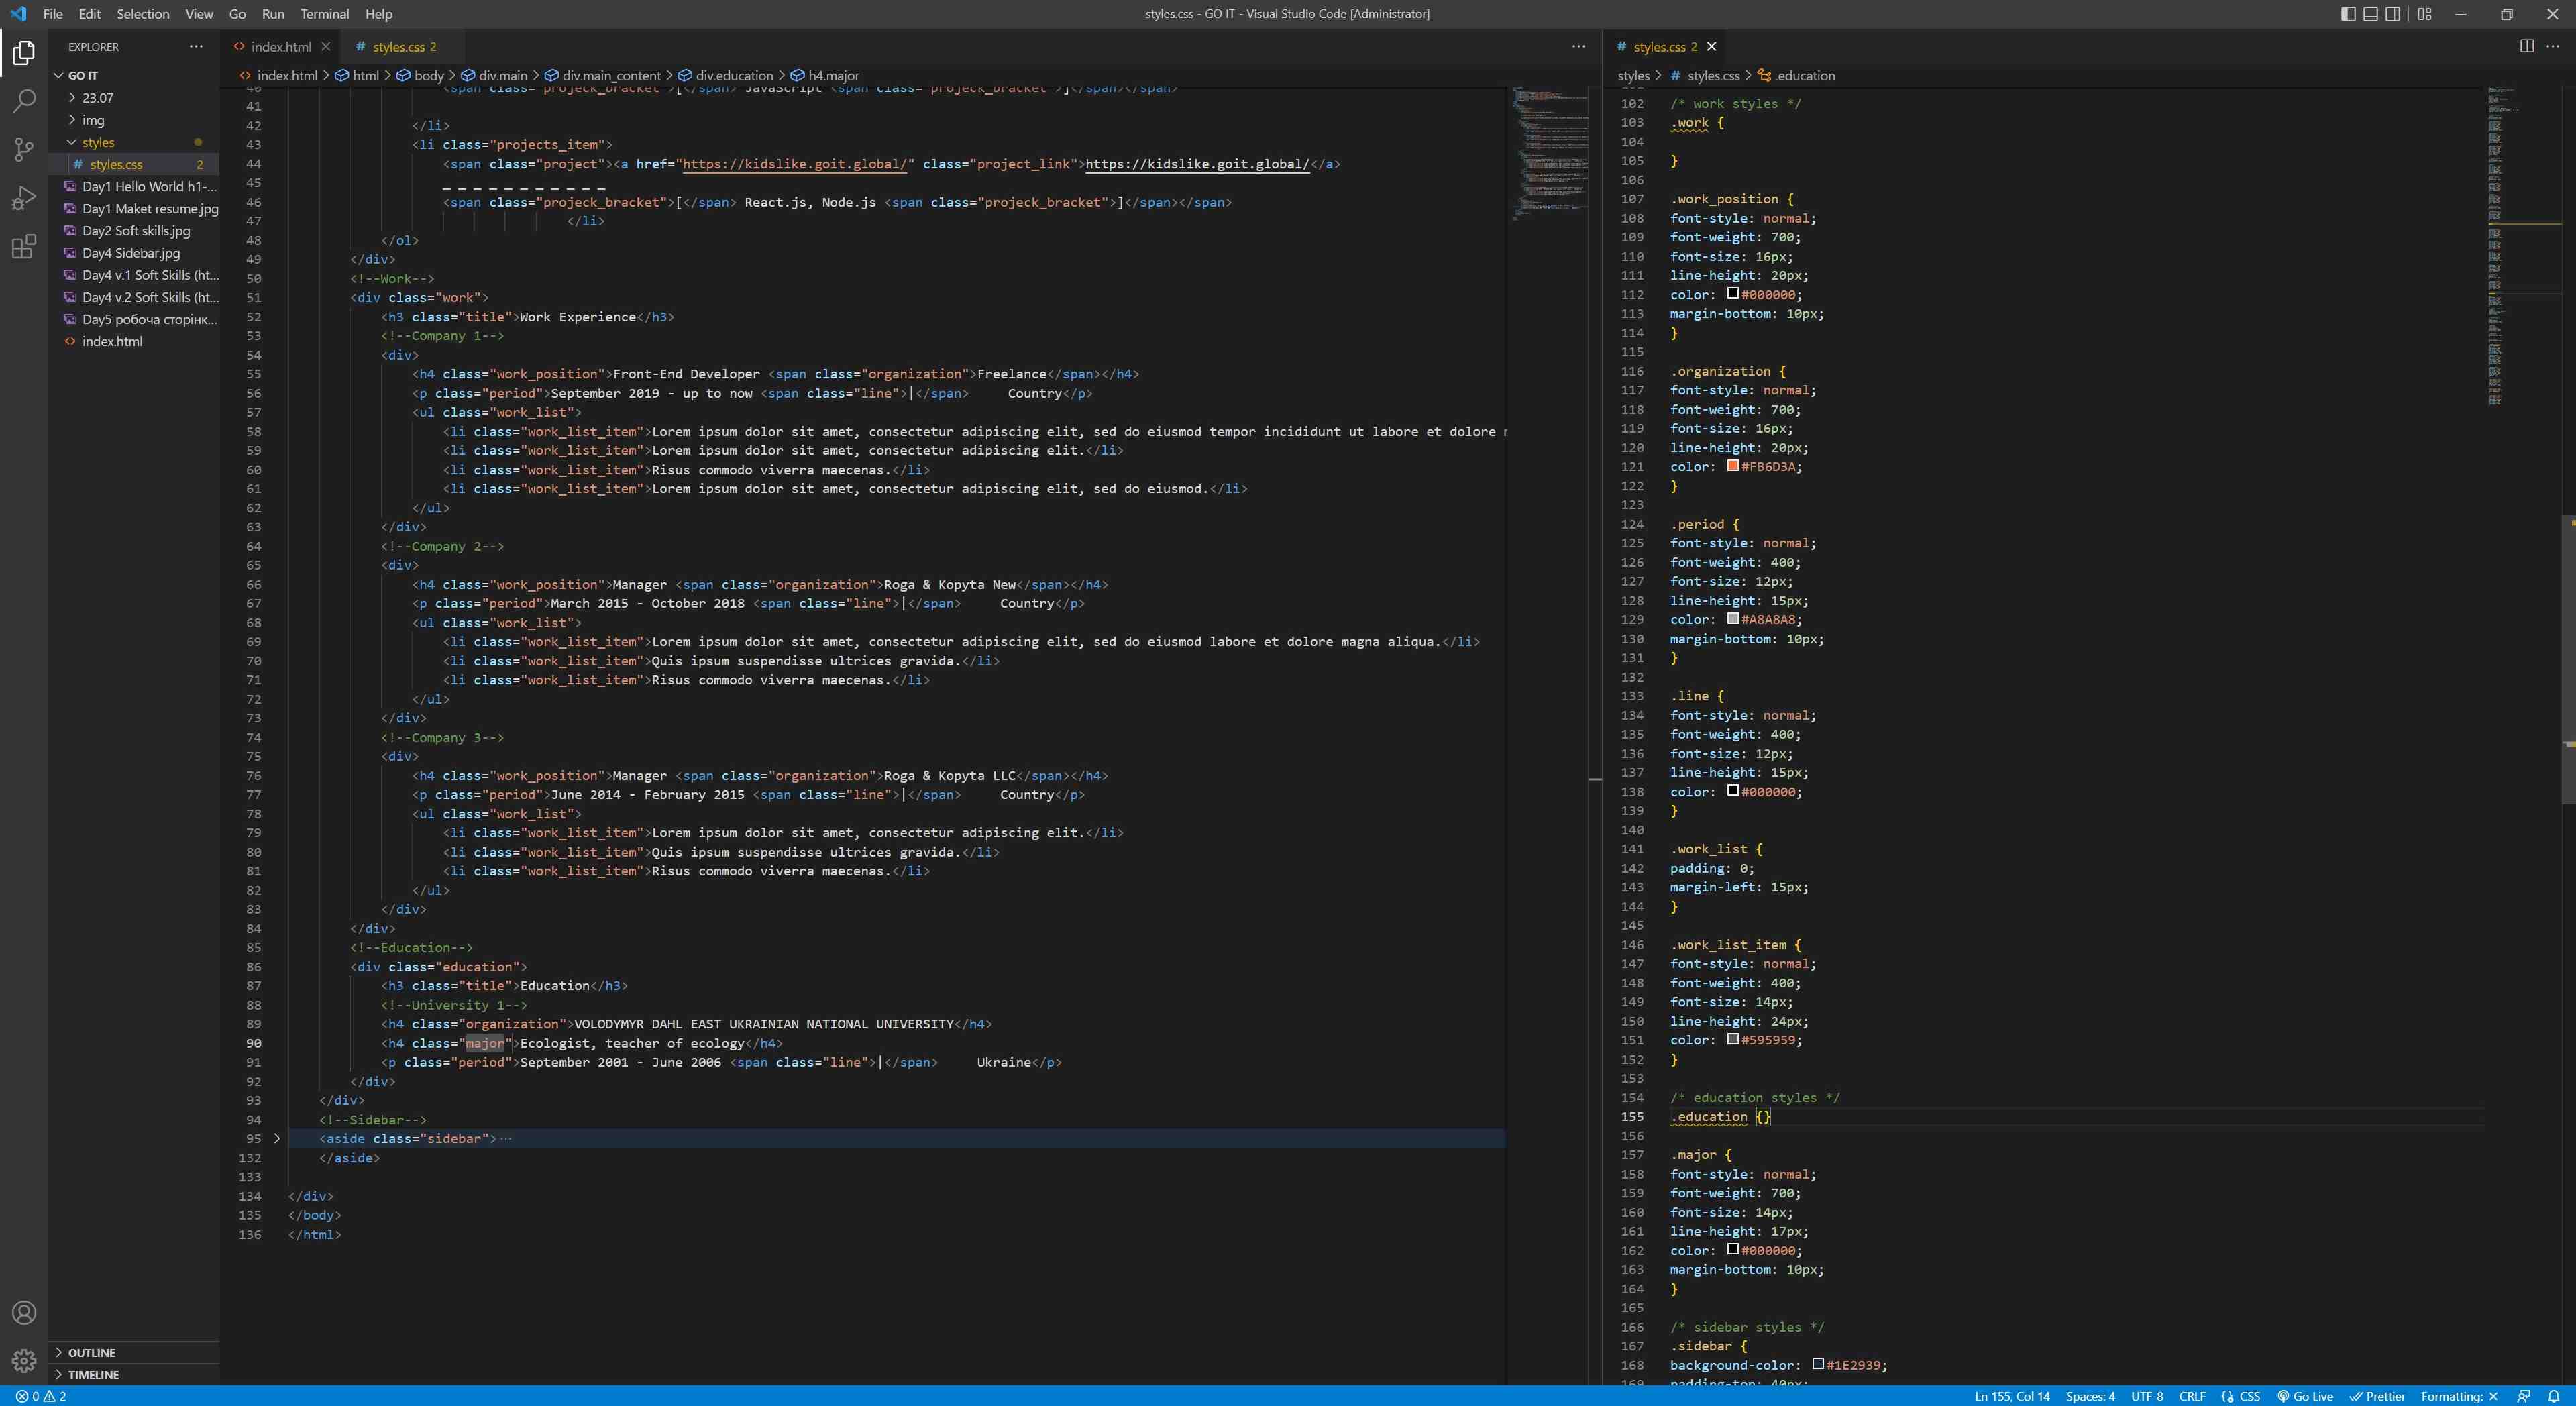 File Edit Selection View Go Run Terminal Help
styles.css - GO IT - Visual Studio Code [Administrator]
EXPLORER
GO IT
23.07
img
styles
# styles.css 2
Day1 Hello World h1-...
Day1 Maket resume.jpg
Day2 Soft skills.jpg
Day4 Sidebar.jpg
Day4 v.1 Soft Skills (ht...
Day4 v.2 Soft Skills (ht...
Day5 робоча сторінк...
index.html
OUTLINE
TIMELINE
index.html
# styles.css 2
index.html > html > body > div.main > div.main_content > div.education > h4.major
40 <span class="projeck_bracket">[</span> JavaScript <span class="projeck_bracket">]</span></span>
41
42 </li>
43 <li class="projects_item">
44 <span class="project"><a href="https://kidslike.goit.global/" class="project_link">https://kidslike.goit.global/</a>
45 _ _ _ _ _ _ _ _ _ _ _
46 <span class="projeck_bracket">[</span> React.js, Node.js <span class="projeck_bracket">]</span></span>
47 </li>
48 </ol>
49 </div>
50 <!--Work-->
51 <div class="work">
52 <h3 class="title">Work Experience</h3>
53 <!--Company 1-->
54 <div>
55 <h4 class="work_position">Front-End Developer <span class="organization">Freelance</span></h4>
56 <p class="period">September 2019 - up to now <span class="line">|</span> Country</p>
57 <ul class="work_list">
58 <li class="work_list_item">Lorem ipsum dolor sit amet, consectetur adipiscing elit, sed do eiusmod tempor incididunt ut labore et dolore
59 <li class="work_list_item">Lorem ipsum dolor sit amet, consectetur adipiscing elit.</li>
60 <li class="work_list_item">Risus commodo viverra maecenas.</li>
61 <li class="work_list_item">Lorem ipsum dolor sit amet, consectetur adipiscing elit, sed do eiusmod.</li>
62 </ul>
63 </div>
64 <!--Company 2-->
65 <div>
66 <h4 class="work_position">Manager <span class="organization">Roga & Kopyta New</span></h4>
67 <p class="period">March 2015 - October 2018 <span class="line">|</span> Country</p>
68 <ul class="work_list">
69 <li class="work_list_item">Lorem ipsum dolor sit amet, consectetur adipiscing elit, sed do eiusmod labore et dolore magna aliqua.</li>
70 <li class="work_list_item">Quis ipsum suspendisse ultrices gravida.</li>
71 <li class="work_list_item">Risus commodo viverra maecenas.</li>
72 </ul>
73 </div>
74 <!--Company 3-->
75 <div>
76 <h4 class="work_position">Manager <span class="organization">Roga & Kopyta LLC</span></h4>
77 <p class="period">June 2014 - February 2015 <span class="line">|</span> Country</p>
78 <ul class="work_list">
79 <li class="work_list_item">Lorem ipsum dolor sit amet, consectetur adipiscing elit.</li>
80 <li class="work_list_item">Quis ipsum suspendisse ultrices gravida.</li>
81 <li class="work_list_item">Risus commodo viverra maecenas.</li>
82 </ul>
83 </div>
84 </div>
85 <!--Education-->
86 <div class="education">
87 <h3 class="title">Education</h3>
88 <!--University 1-->
89 <h4 class="organization">VOLODYMYR DAHL EAST UKRAINIAN NATIONAL UNIVERSITY</h4>
90 <h4 class="major">Ecologist, teacher of ecology</h4>
91 <p class="period">September 2001 - June 2006 <span class="line">|</span> Ukraine</p>
92 </div>
93 </div>
94 <!--Sidebar-->
95 <aside class="sidebar">...
132 </aside>
133
134 </div>
135 </body>
136 </html>
# styles.css 2
styles > # styles.css > .education
102 /* work styles */
103 .work {
104
105 }
106
107 .work_position {
108 font-style: normal;
109 font-weight: 700;
110 font-size: 16px;
111 line-height: 20px;
112 color: #000000;
113 margin-bottom: 10px;
114 }
115
116 .organization {
117 font-style: normal;
118 font-weight: 700;
119 font-size: 16px;
120 line-height: 20px;
121 color: #FB6D3A;
122 }
123
124 .period {
125 font-style: normal;
126 font-weight: 400;
127 font-size: 12px;
128 line-height: 15px;
129 color: #A8A8A8;
130 margin-bottom: 10px;
131 }
132
133 .line {
134 font-style: normal;
135 font-weight: 400;
136 font-size: 12px;
137 line-height: 15px;
138 color: #000000;
139 }
140
141 .work_list {
142 padding: 0;
143 margin-left: 15px;
144 }
145
146 .work_list_item {
147 font-style: normal;
148 font-weight: 400;
149 font-size: 14px;
150 line-height: 24px;
151 color: #595959;
152 }
153
154 /* education styles */
155 .education {}
156
157 .major {
158 font-style: normal;
159 font-weight: 700;
160 font-size: 14px;
161 line-height: 17px;
162 color: #000000;
163 margin-bottom: 10px;
164 }
165
166 /* sidebar styles */
167 .sidebar {
168 background-color: #1E2939;
169 padding-top: 40px;
0 2
Ln 155, Col 14 Spaces: 4 UTF-8 CRLF CSS Go Live Prettier Formatting: ×